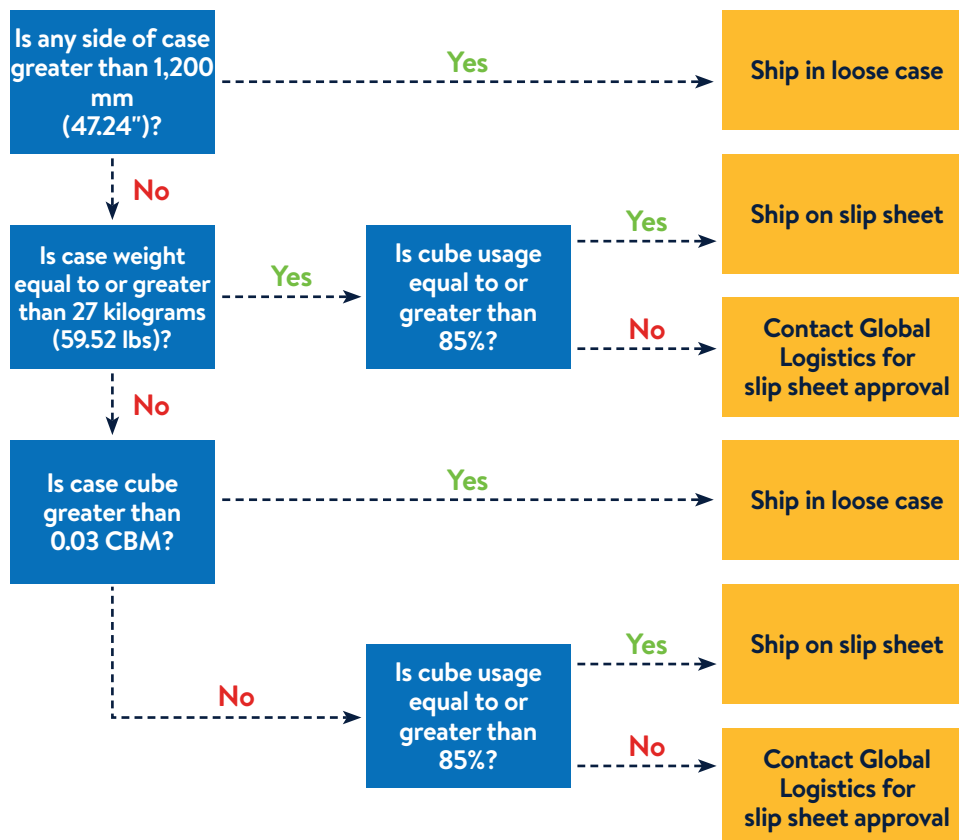 Is any side of case
greater than 1,200
mm
(47.24")?
Yes
Ship in loose case
No
Is case weight
equal to or greater
than 27 kilograms
(59.52 lbs)?
Yes
Is cube usage
equal to or
greater than
85%?
Yes
Ship on slip sheet
No
Contact Global
Logistics for
slip sheet approval
No
Is case cube
greater than
0.03 CBM?
Yes
Ship in loose case
No
Is cube usage
equal to or
greater than
85%?
Yes
Ship on slip sheet
No
Contact Global
Logistics for
slip sheet approval